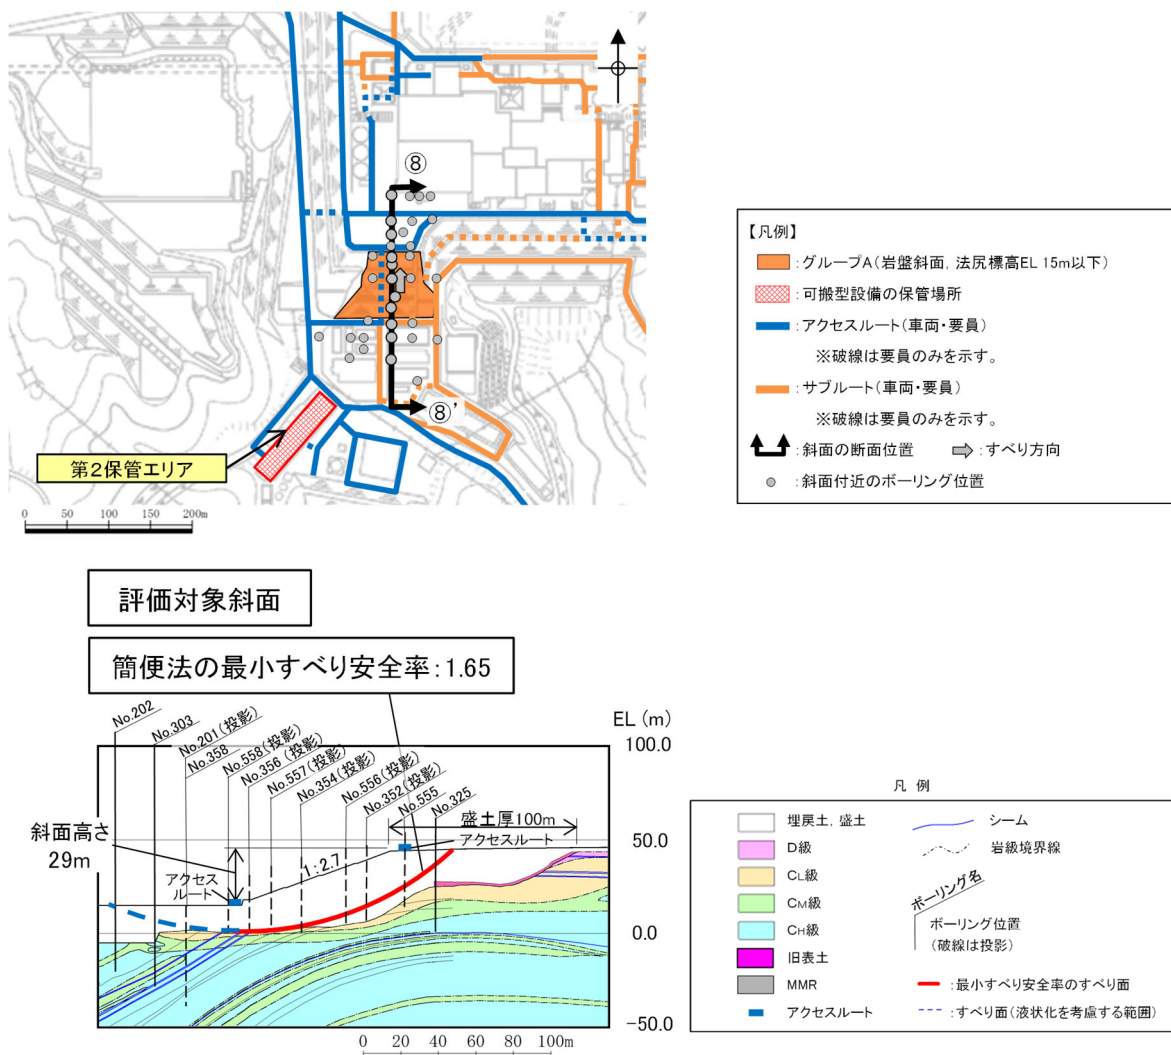 ⑧
⑧'
第2保管エリア
0 50 100 150 200m
【凡例】
:グループA(岩盤斜面, 法尻標高EL 15m以下)
:可搬型設備の保管場所
:アクセスルート(車両・要員)
※破線は要員のみを示す。
:サブルート(車両・要員)
※破線は要員のみを示す。
:斜面の断面位置 :すべり方向
:斜面付近のボーリング位置
評価対象斜面
簡便法の最小すべり安全率:1.65
No.202
No.303
No.201(投影)
No.358
No.558(投影)
No.356 (投影)
No.557(投影)
No.354(投影)
No.556(投影)
No.352(投影)
No.555
No.325
EL (m)
100.0
50.0
0.0
-50.0
斜面高さ
29m
アクセス
ルート
1:2.7
盛土厚100m
アクセスルート
0 20 40 60 80 100m
凡 例
埋戻土, 盛土
D級
CL級
CM級
CH級
旧表土
MMR
アクセスルート
シーム
岩級境界線
ボーリング名
ボーリング位置
(破線は投影)
:最小すべり安全率のすべり面
:すべり面(液状化を考慮する範囲)